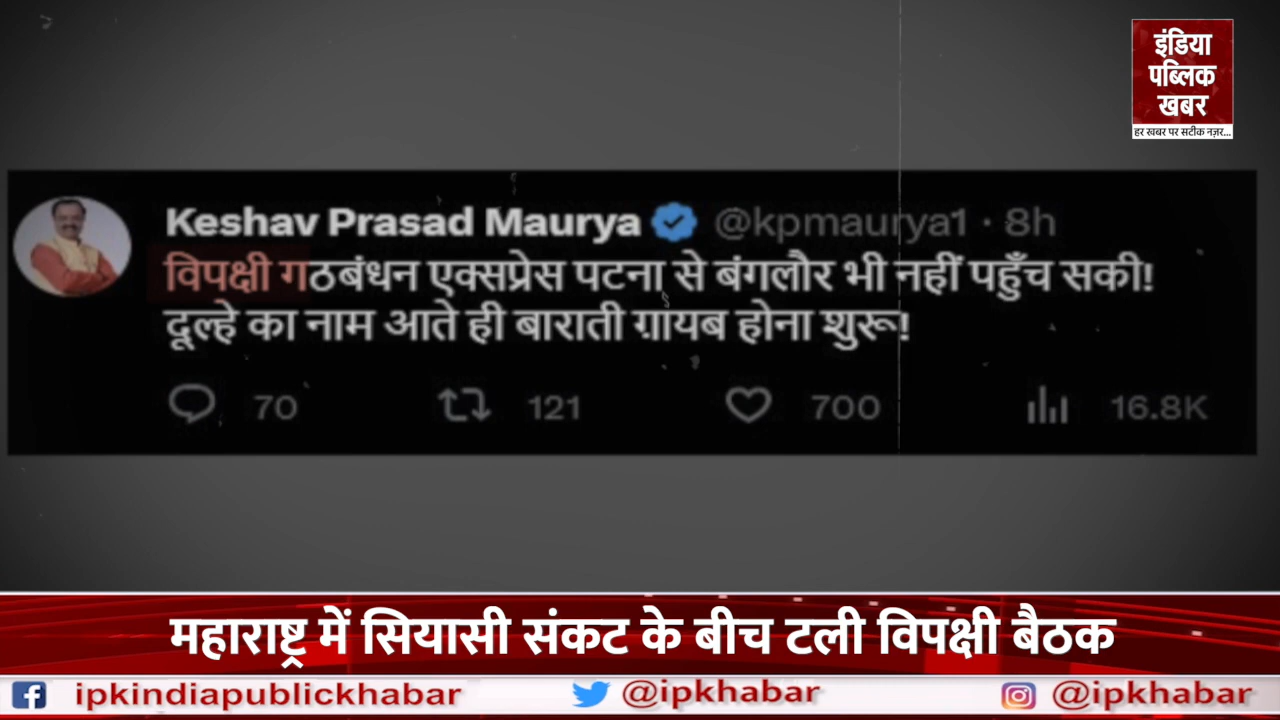 इंडिया
पब्लिक
खबर
हर खबर पर सटीक नज़र...
Keshav Prasad Maurya @kpmaurya1 · 8h
विपक्षी गठबंधन एक्सप्रेस पटना से बंगलौर भी नहीं पहुँच सकी!
दूल्हे का नाम आते ही बाराती ग़ायब होना शुरू!
70 121 700 16.8K
महाराष्ट्र में सियासी संकट के बीच टली विपक्षी बैठक
ipkindiapublickhabar @ipkhabar @ipkhabar